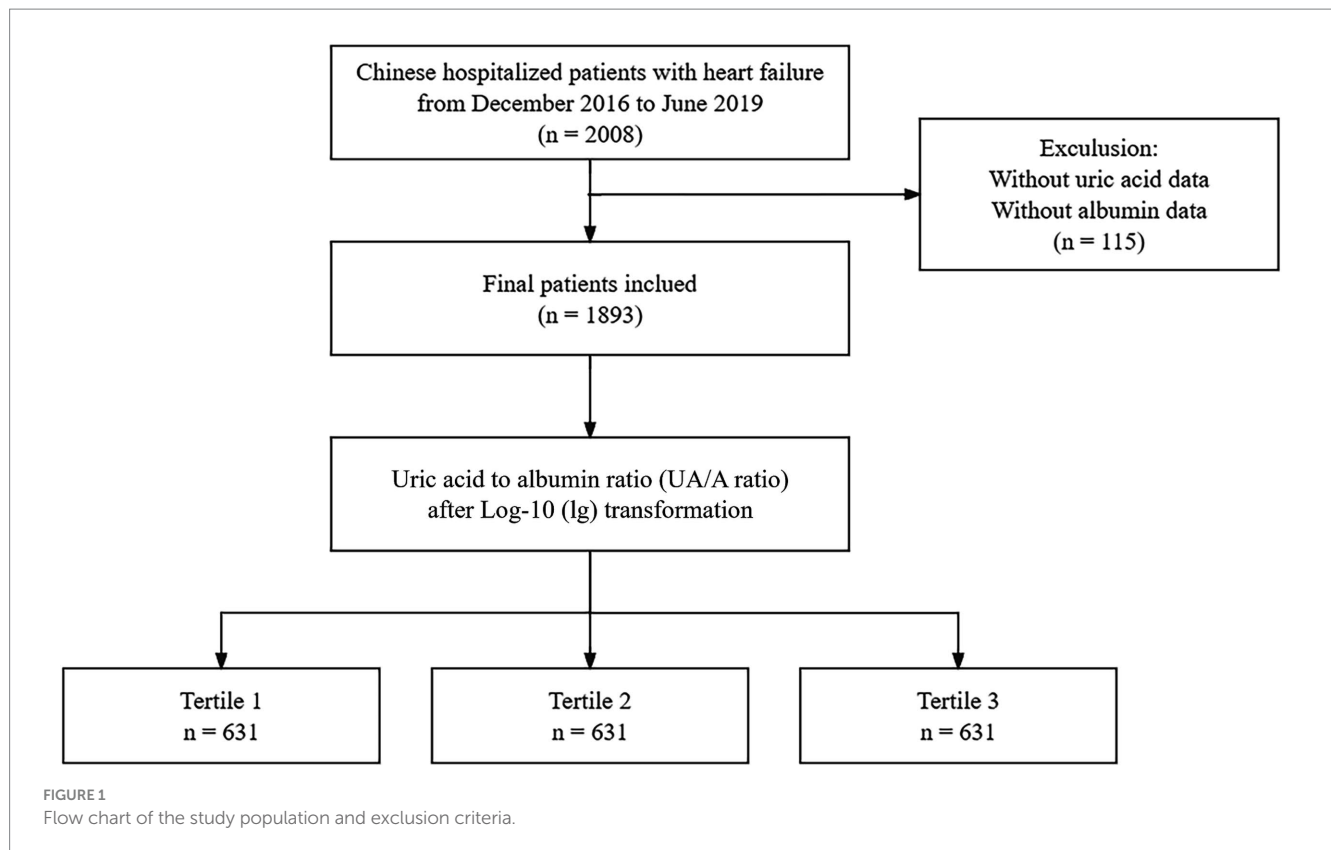 Chinese hospitalized patients with heart failure
from December 2016 to June 2019
(n = 2008)
Exculusion:
Without uric acid data
Without albumin data
(n = 115)
Final patients inclued
(n = 1893)
Uric acid to albumin ratio (UA/A ratio)
after Log-10 (lg) transformation
Tertile 1
n = 631
Tertile 2
n = 631
Tertile 3
n = 631
FIGURE 1
Flow chart of the study population and exclusion criteria.